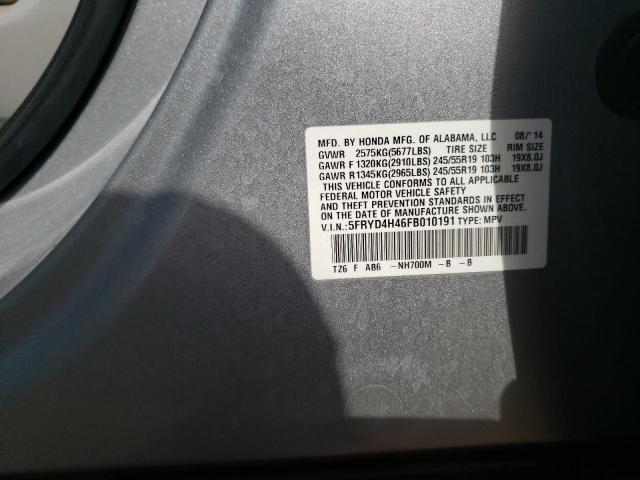 MFD. BY HONDA MFG. OF ALABAMA, LLC 08/'14
GVWR 2575KG(5677LBS) TIRE SIZE RIM SIZE
GAWR F 1320KG(2910LBS) 245/55R19 103H 19X8.0J
GAWR R 1345KG(2965LBS) 245/55R19 103H 19X8.0J
THIS VEHICLE CONFORMS TO ALL APPLICABLE
FEDERAL MOTOR VEHICLE SAFETY
AND THEFT PREVENTION STANDARDS IN EFFECT
ON THE DATE OF MANUFACTURE SHOWN ABOVE.
V.I.N.: 5FRYD4H46FB010191 TYPE: MPV
TZ6 F AB6 -NH700M -B -B